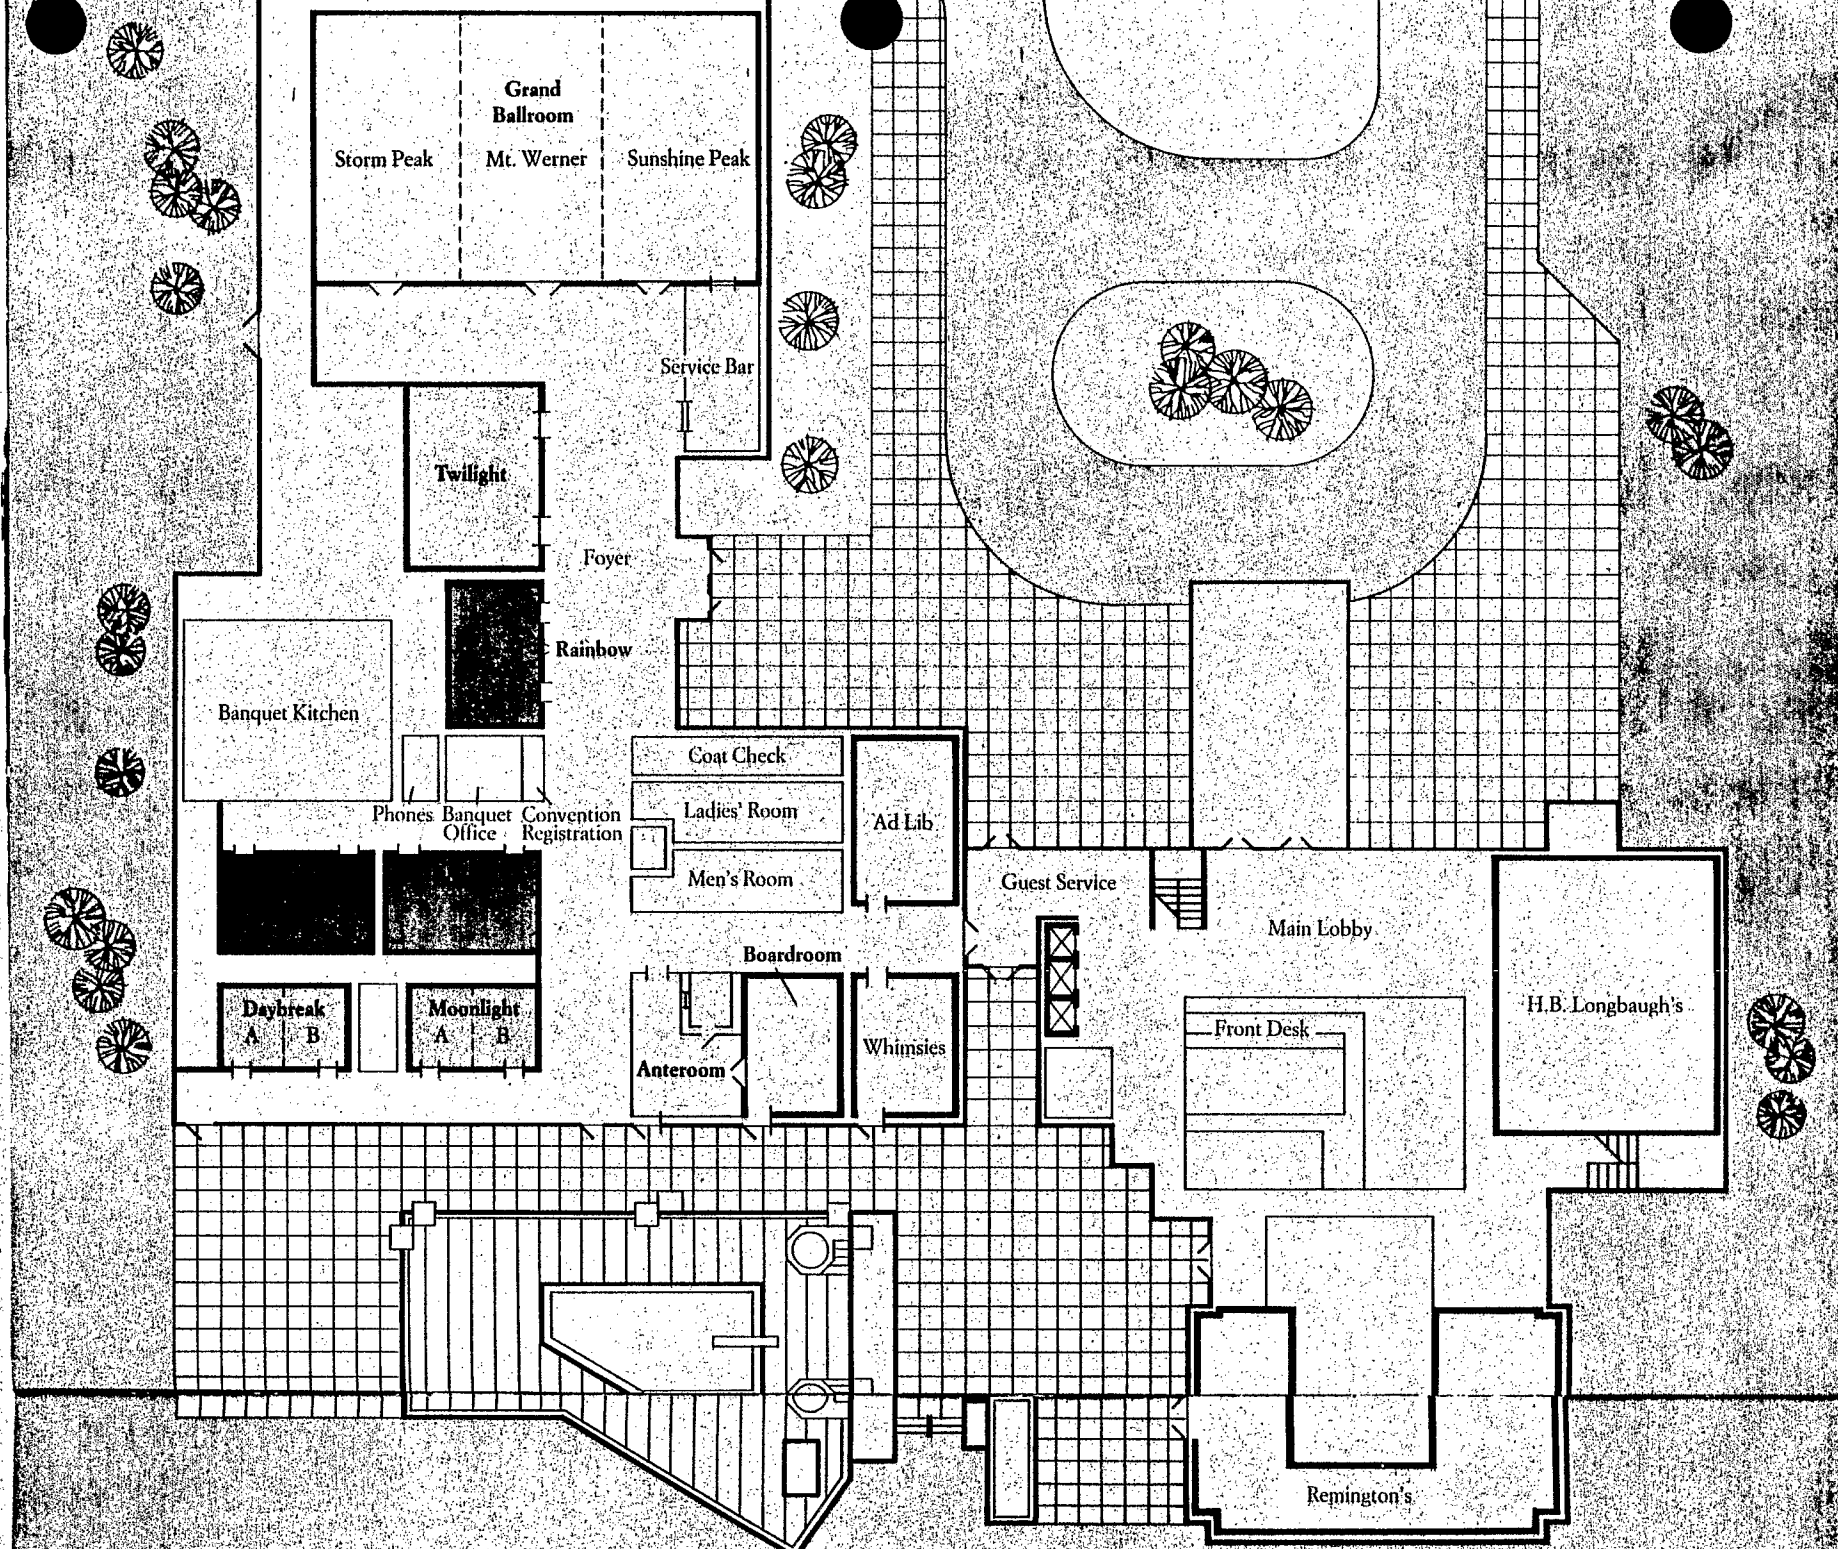 Grand
Ballroom
Storm Peak
Mt. Werner
Sunshine Peak
Service Bar
Twilight
Foyer
Rainbow
Banquet Kitchen
Coat Check
Phones
Banquet
Office
Convention
Registration
Ladies' Room
Ad Lib
Men's Room
Guest Service
Main Lobby
Boardroom
Daybreak
A
B
Moonlight
A
B
Anteroom
Whimsies
Front Desk
H.B. Longbaugh's
Remington's